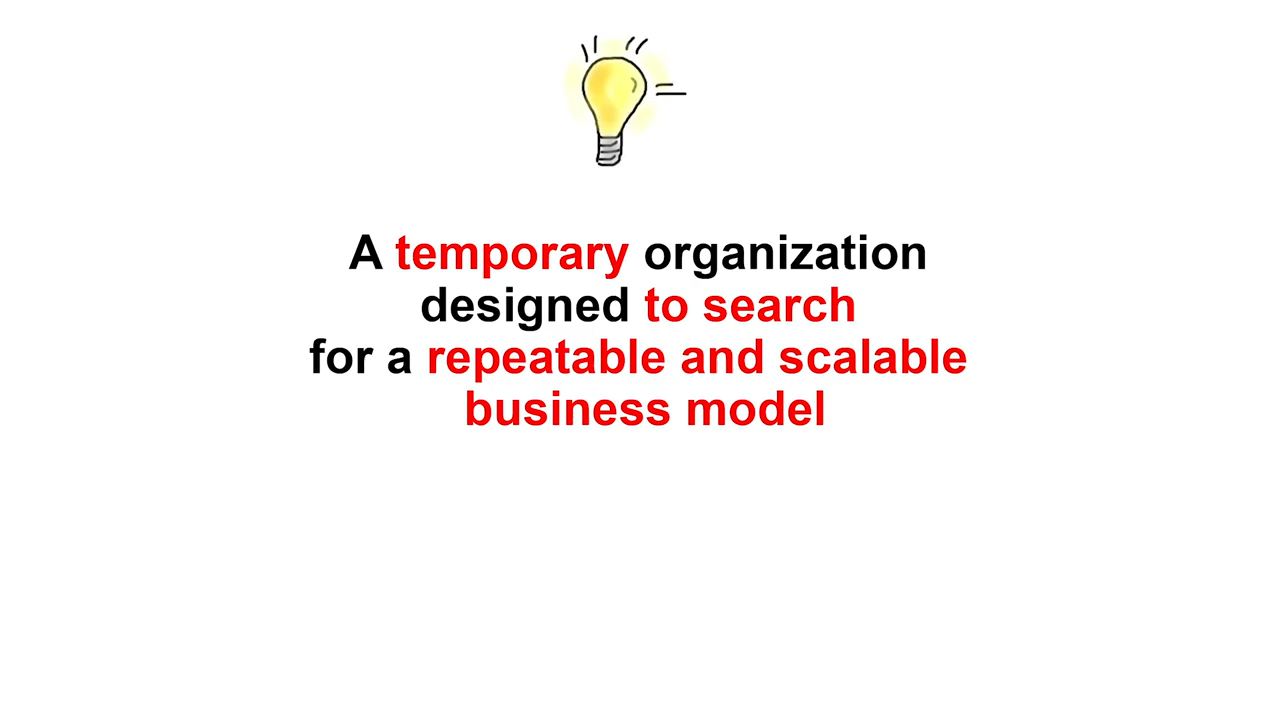 A temporary organization
designed to search
for a repeatable and scalable
business model